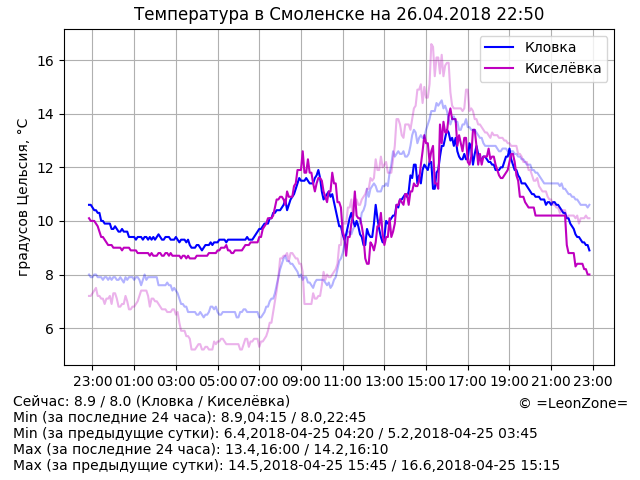 Температура в Смоленске на 26.04.2018 22:50
Кловка
Киселёвка
градусов Цельсия, °C
16
14
12
10
8
6
23:00 01:00 03:00 05:00 07:00 09:00 11:00 13:00 15:00 17:00 19:00 21:00 23:00
Сейчас: 8.9 / 8.0 (Кловка / Киселёвка)
© =LeonZone=
Min (за последние 24 часа): 8.9,04:15 / 8.0,22:45
Min (за предыдущие сутки): 6.4,2018-04-25 04:20 / 5.2,2018-04-25 03:45
Max (за последние 24 часа): 13.4,16:00 / 14.2,16:10
Max (за предыдущие сутки): 14.5,2018-04-25 15:45 / 16.6,2018-04-25 15:15